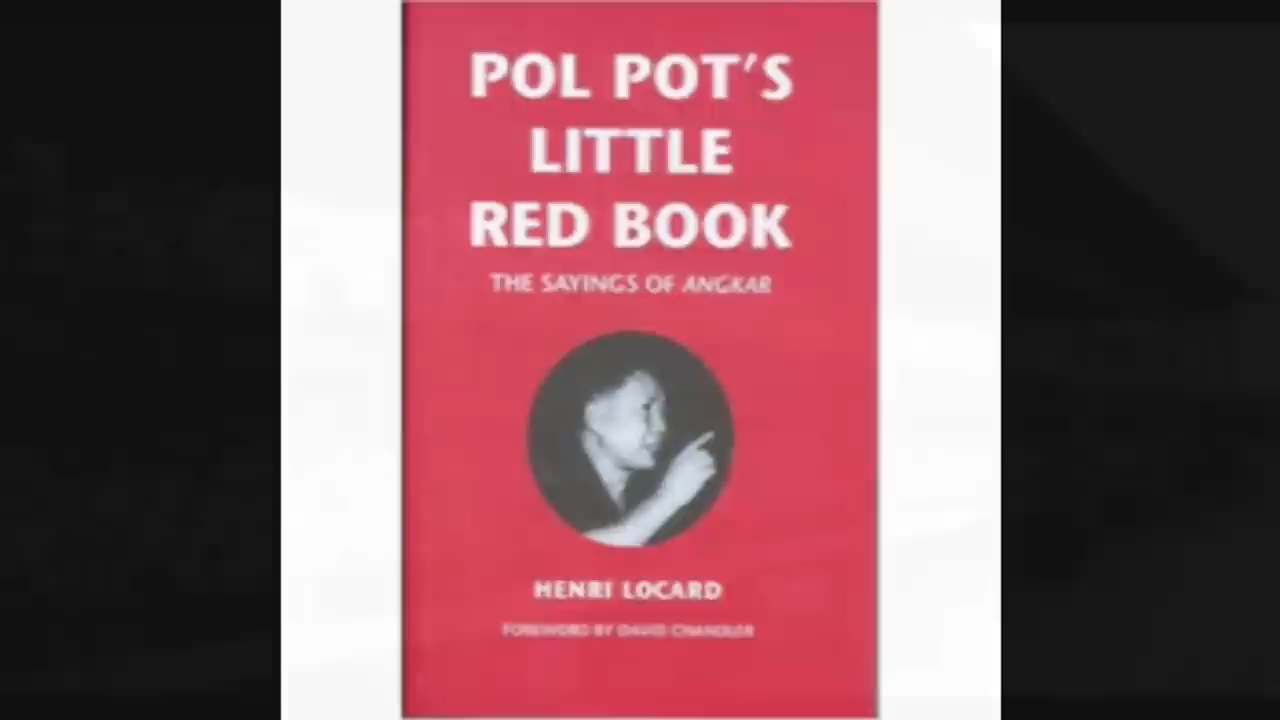 POL POT'S
LITTLE
RED BOOK
THE SAYINGS OF ANGKAR
HENRI LOCARD
FOREWORD BY DAVID CHANDLER